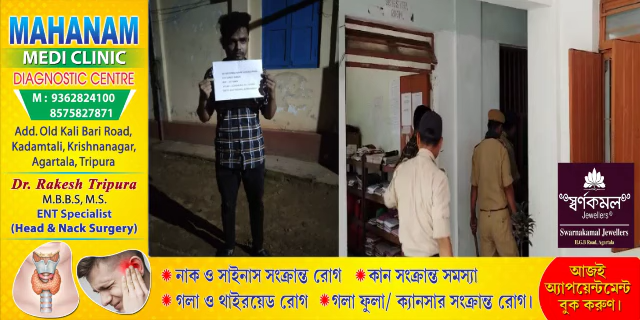 MAHANAM
MEDI CLINIC
DIAGNOSTIC CENTRE
M : 9362824100
8575827871
Add. Old Kali Bari Road,
Kadamtali, Krishnanagar,
Agartala, Tripura
Dr. Rakesh Tripura
M.B.B.S, M.S.
ENT Specialist
(Head & Nack Surgery)
স্বর্ণকমল
Jewellers
Swarnakamal Jewellers
H.G.B Road, Agartala
✹ নাক ও সাইনাস সংক্রান্ত রোগ ✹ কান সংক্রান্ত সমস্যা
✹ গলা ও থাইরয়েড রোগ ✹ গলা ফুলা/ ক্যানসার সংক্রান্ত রোগ।
আজই
অ্যাপয়েন্টমেন্ট
বুক করুণ।